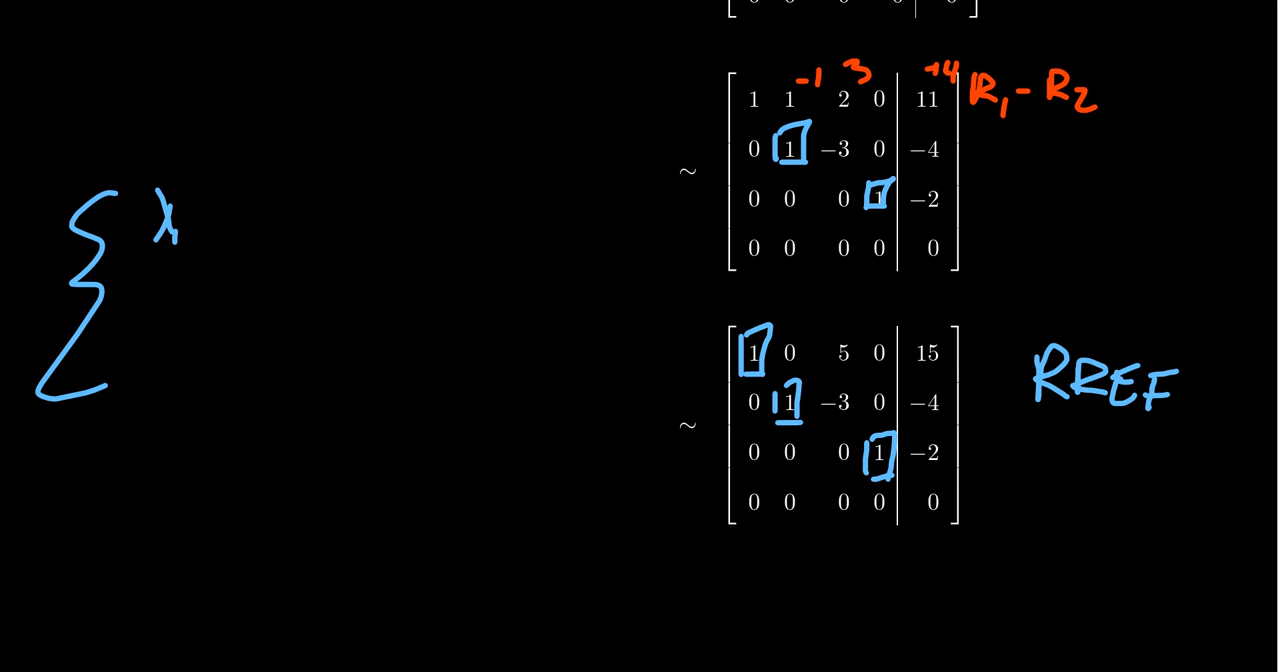 -1 3 +4
1 1 2 0 11 R₁ - R₂
0 1 −3 0 −4
∼
0 0 0 1 −2
0 0 0 0 0
x₁
1 0 5 0 15
RREF
0 1 −3 0 −4
∼
0 0 0 1 −2
0 0 0 0 0